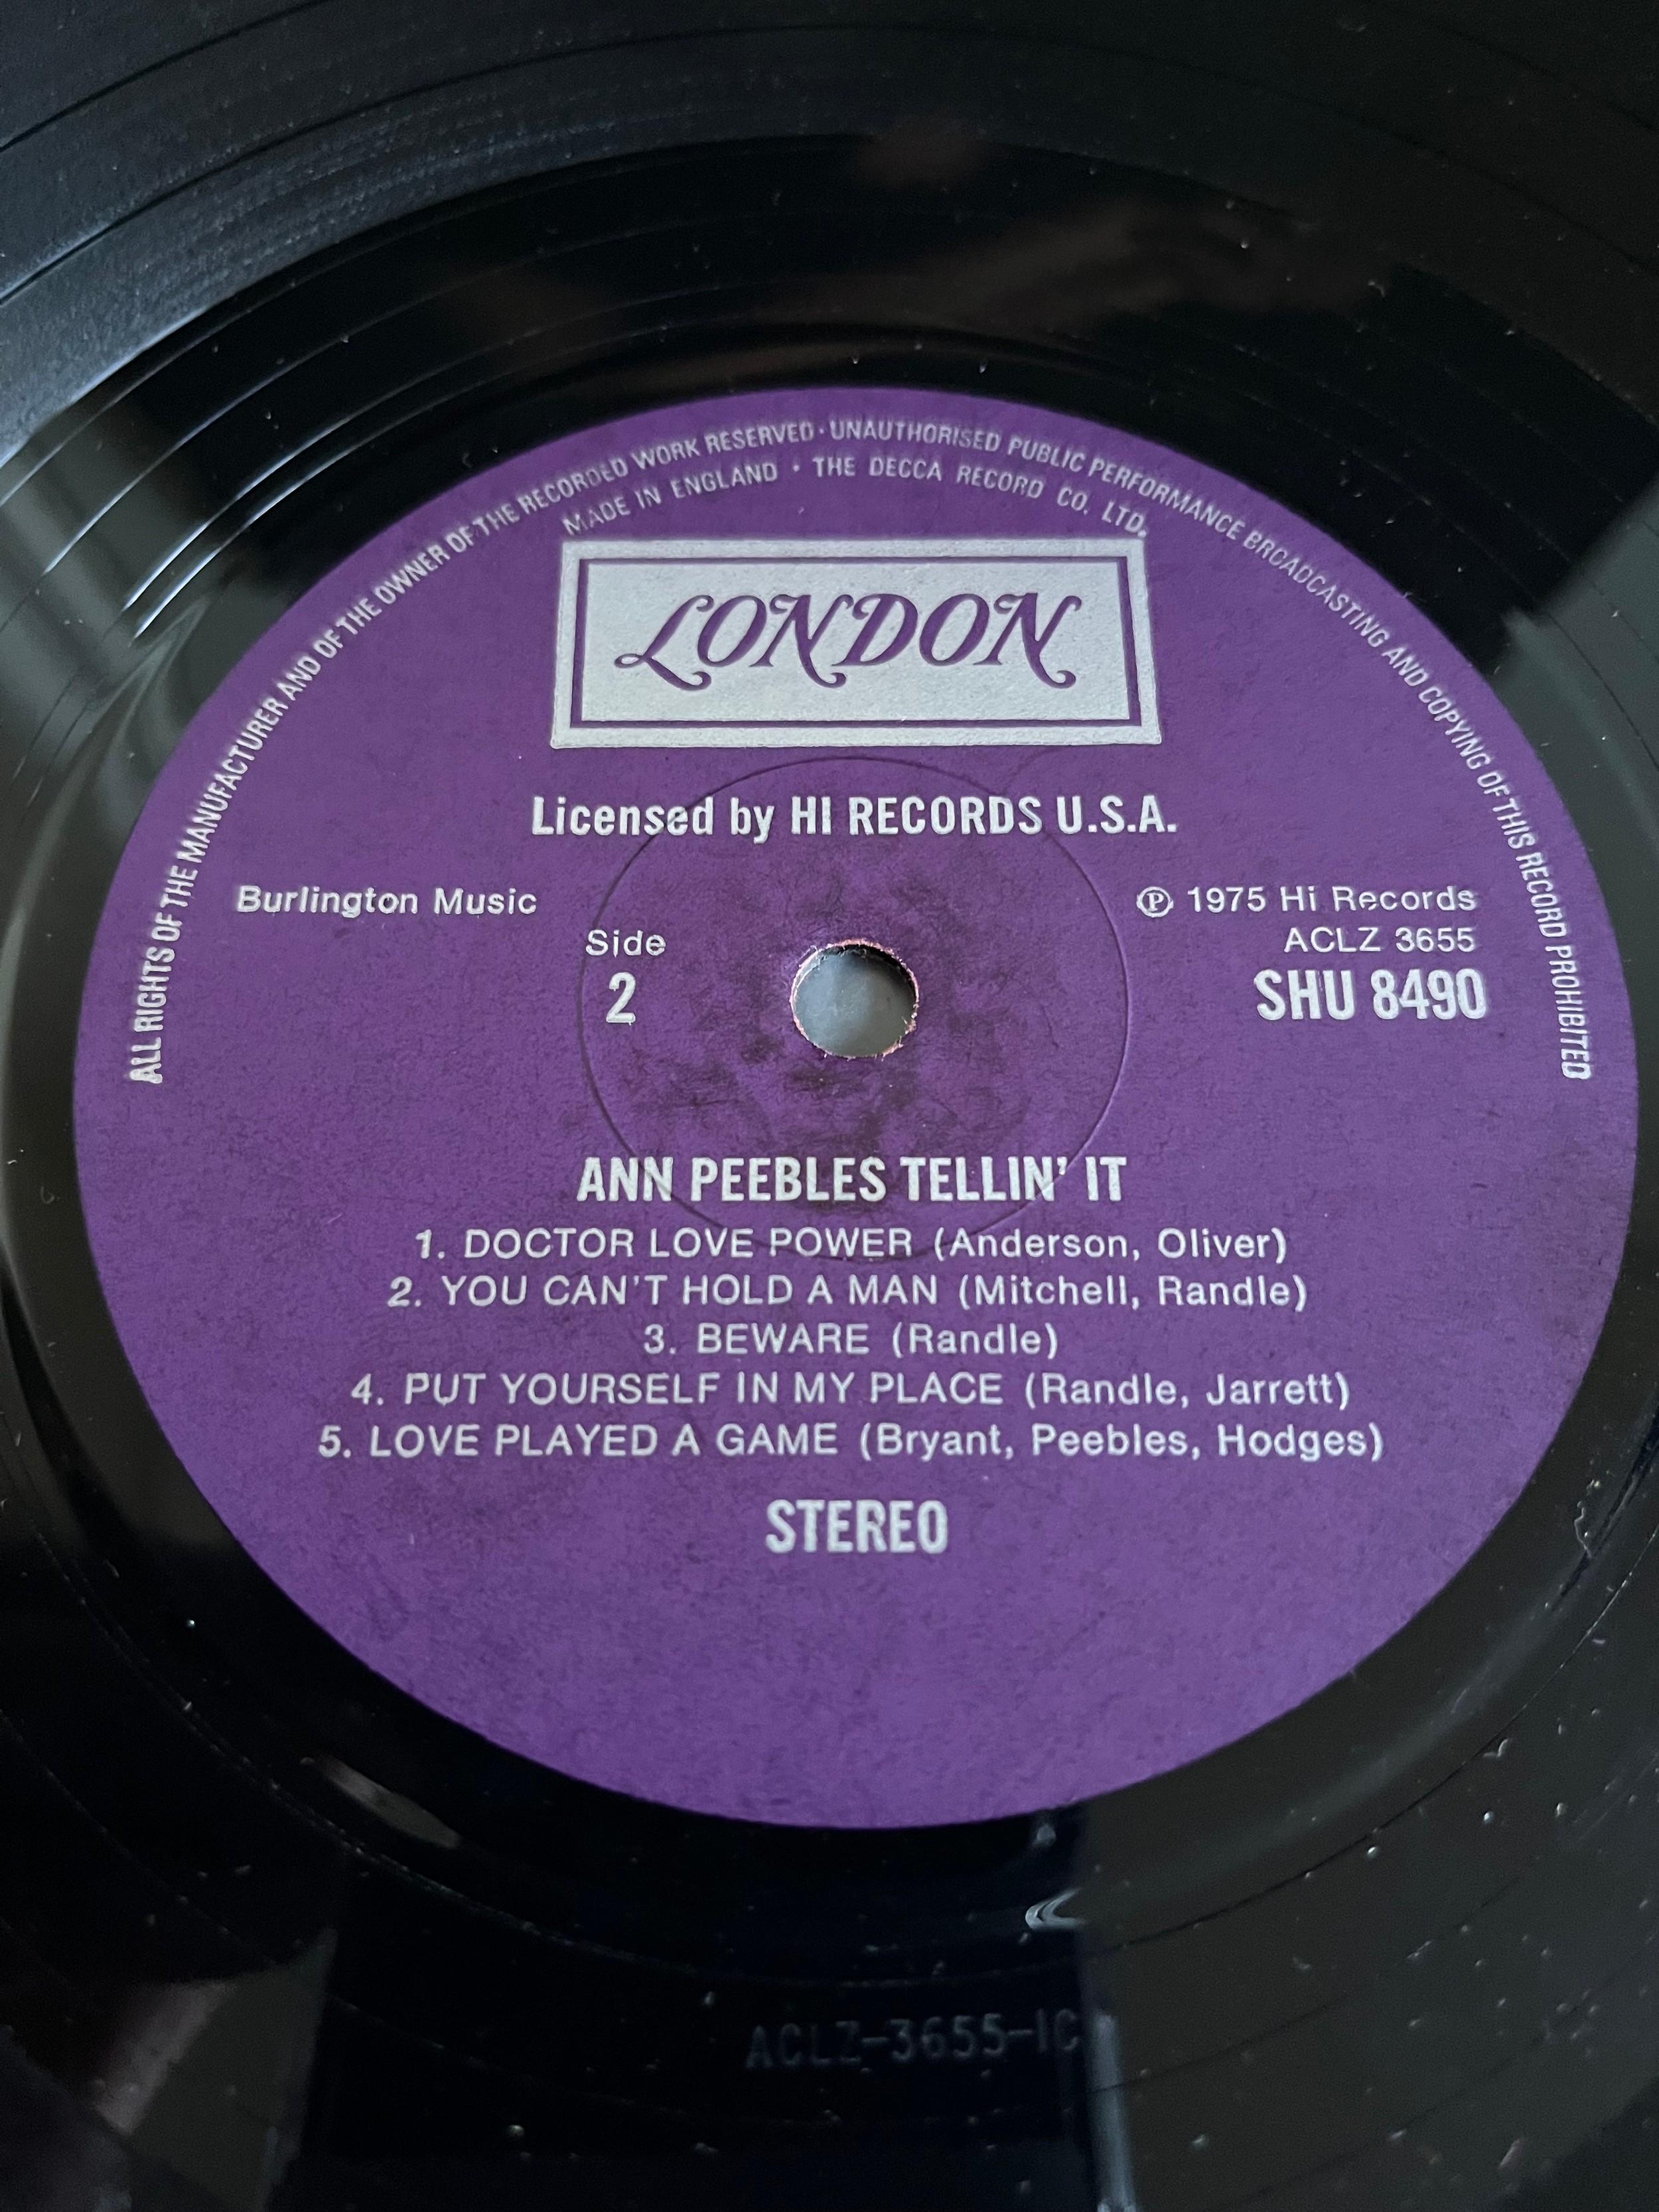 ALL RIGHTS OF THE MANUFACTURER AND OF THE OWNER OF THE RECORDED WORK RESERVED · UNAUTHORISED PUBLIC PERFORMANCE BROADCASTING AND COPYING OF THIS RECORD PROHIBITED
MADE IN ENGLAND · THE DECCA RECORD CO. LTD.
LONDON
Licensed by HI RECORDS U.S.A.
Burlington Music
℗ 1975 Hi Records
Side
ACLZ 3655
2
SHU 8490
ANN PEEBLES TELLIN' IT
1. DOCTOR LOVE POWER (Anderson, Oliver)
2. YOU CAN'T HOLD A MAN (Mitchell, Randle)
3. BEWARE (Randle)
4. PUT YOURSELF IN MY PLACE (Randle, Jarrett)
5. LOVE PLAYED A GAME (Bryant, Peebles, Hodges)
STEREO
ACLZ-3655-1C